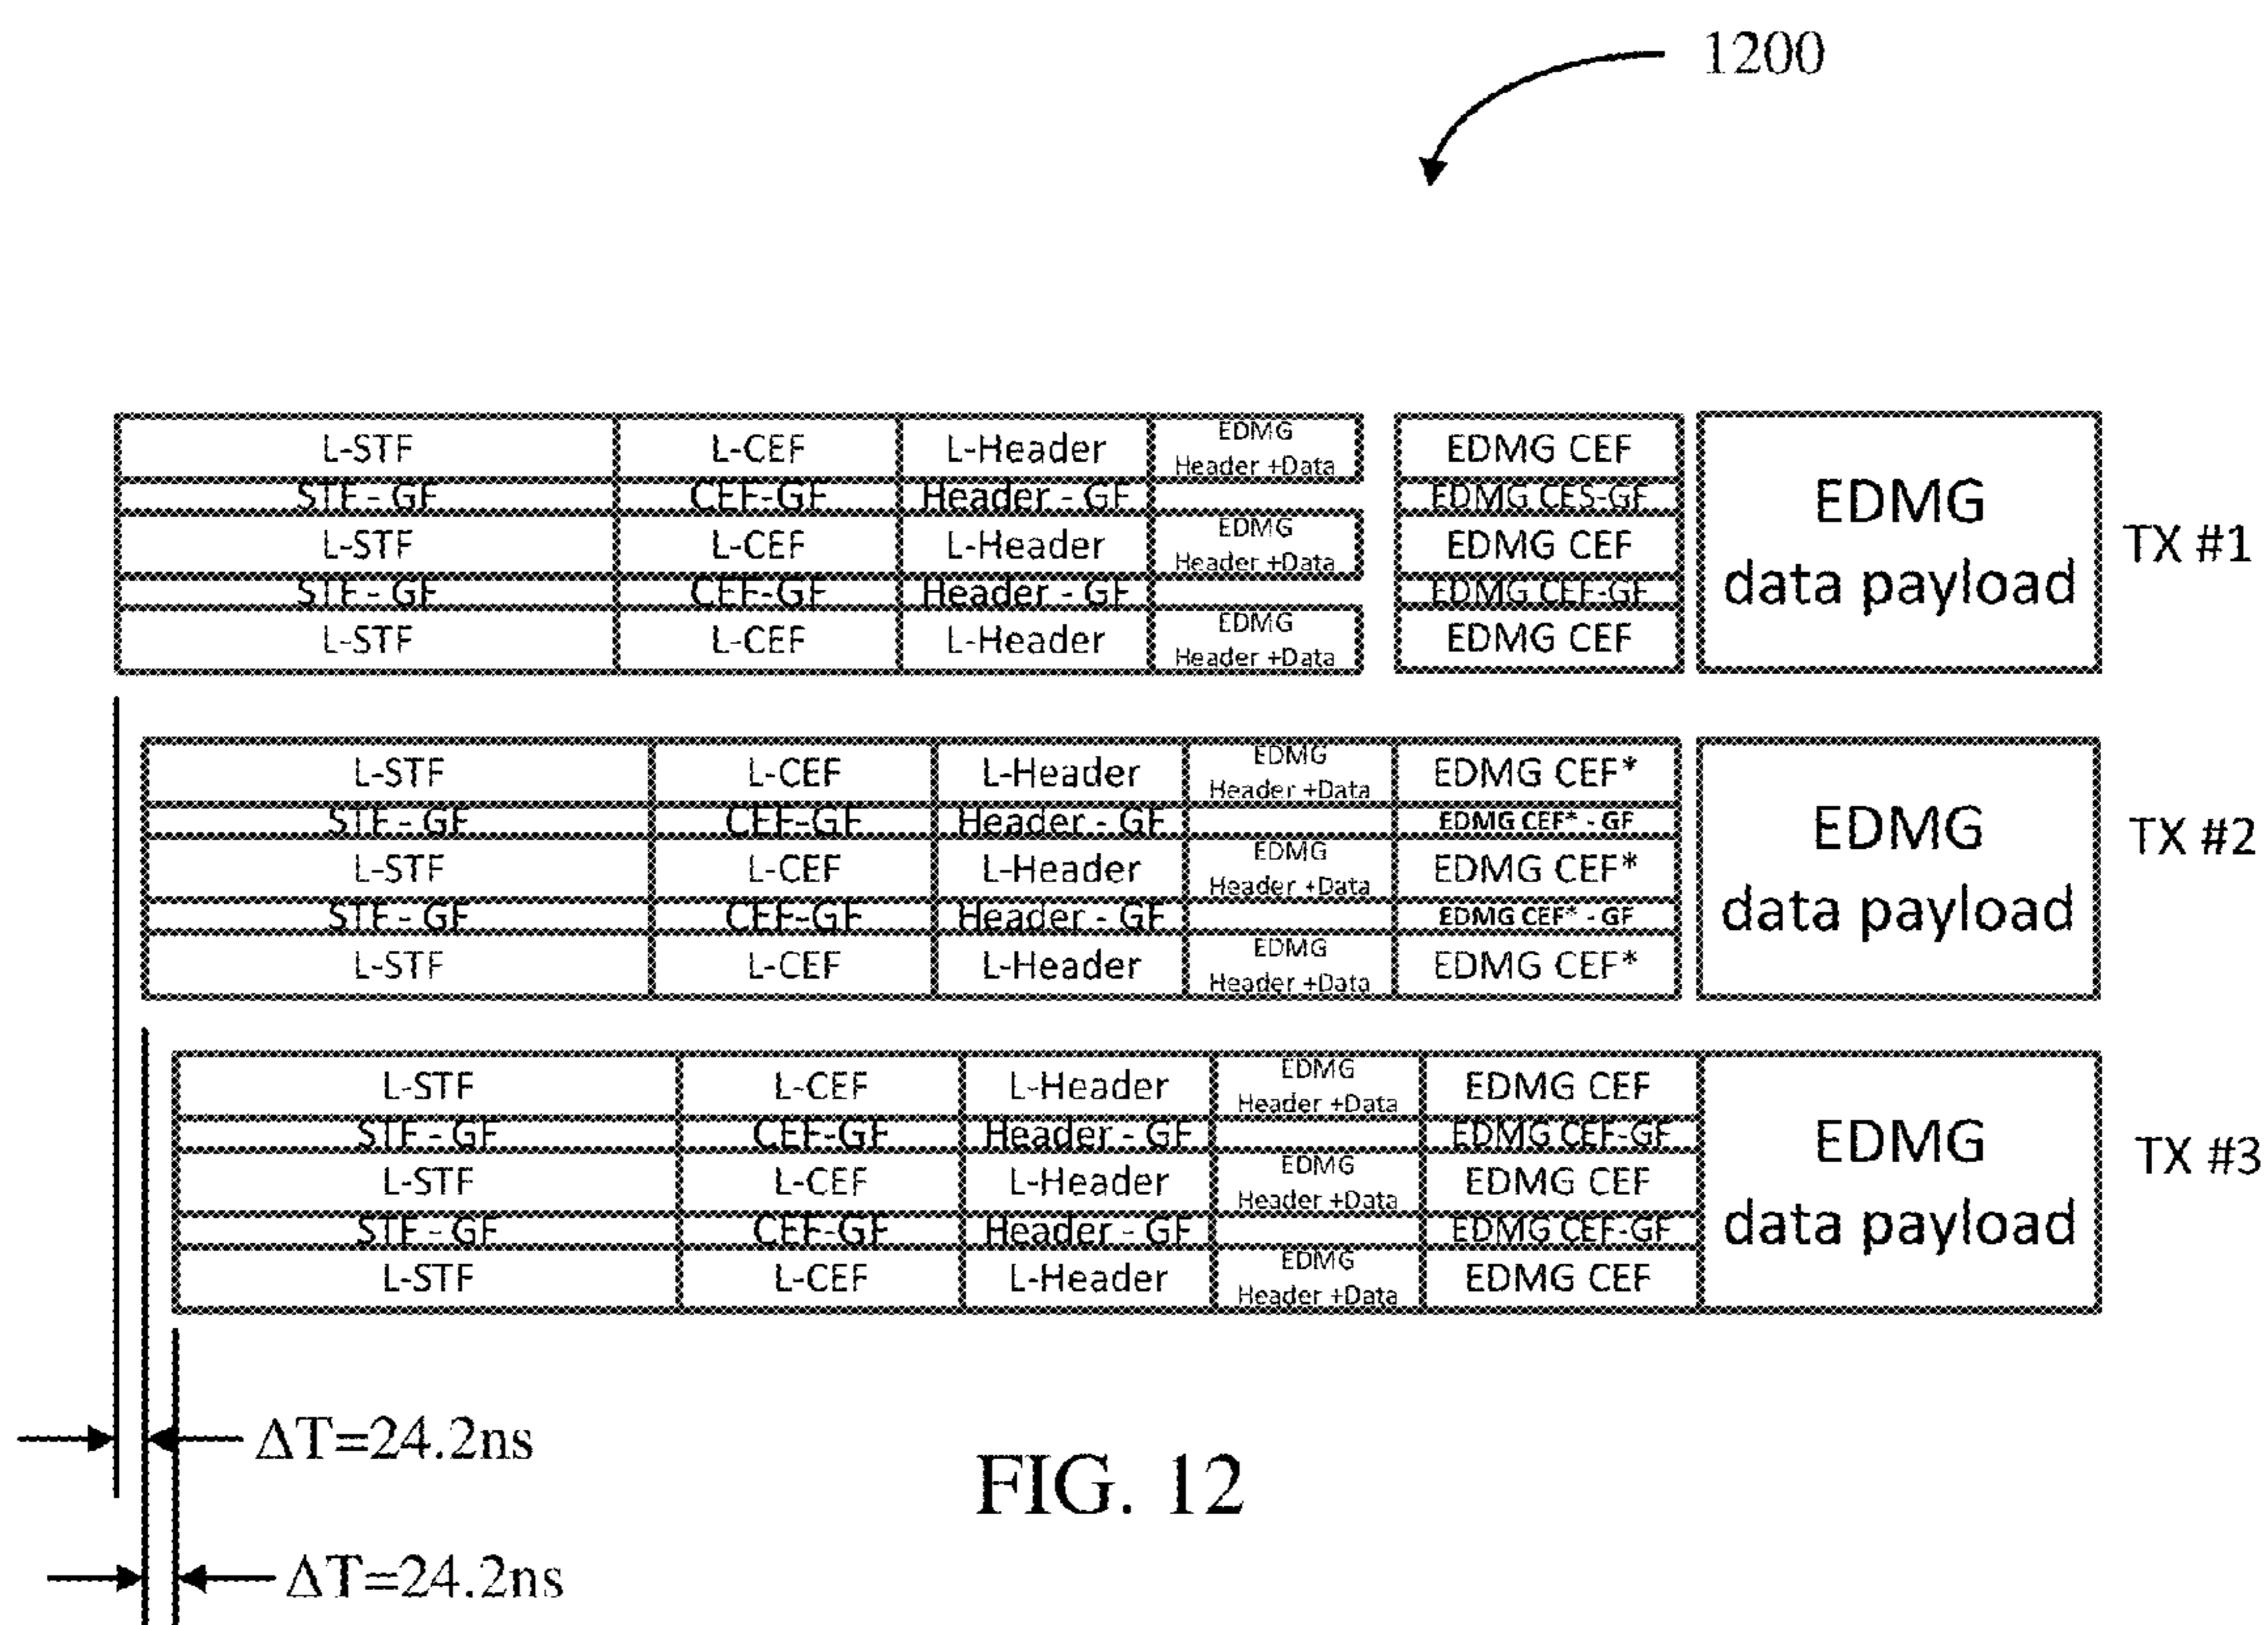 1200
L-STF L-CEF L-Header EDMG Header +Data EDMG CEF
STF - GF CEF-GF Header - GF EDMG CES-GF
L-STF L-CEF L-Header EDMG Header +Data EDMG CEF
STF - GF CEF-GF Header - GF EDMG CEF-GF
L-STF L-CEF L-Header EDMG Header +Data EDMG CEF
EDMG
data payload
TX #1
L-STF L-CEF L-Header EDMG Header +Data EDMG CEF*
STF - GF CEF-GF Header - GF EDMG CEF* - GF
L-STF L-CEF L-Header EDMG Header +Data EDMG CEF*
STF - GF CEF-GF Header - GF EDMG CEF* - GF
L-STF L-CEF L-Header EDMG Header +Data EDMG CEF*
EDMG
data payload
TX #2
L-STF L-CEF L-Header EDMG Header +Data EDMG CEF
STF - GF CEF-GF Header - GF EDMG CEF-GF
L-STF L-CEF L-Header EDMG Header +Data EDMG CEF
STF - GF CEF-GF Header - GF EDMG CEF-GF
L-STF L-CEF L-Header EDMG Header +Data EDMG CEF
EDMG
data payload
TX #3
ΔT=24.2ns
ΔT=24.2ns
FIG. 12